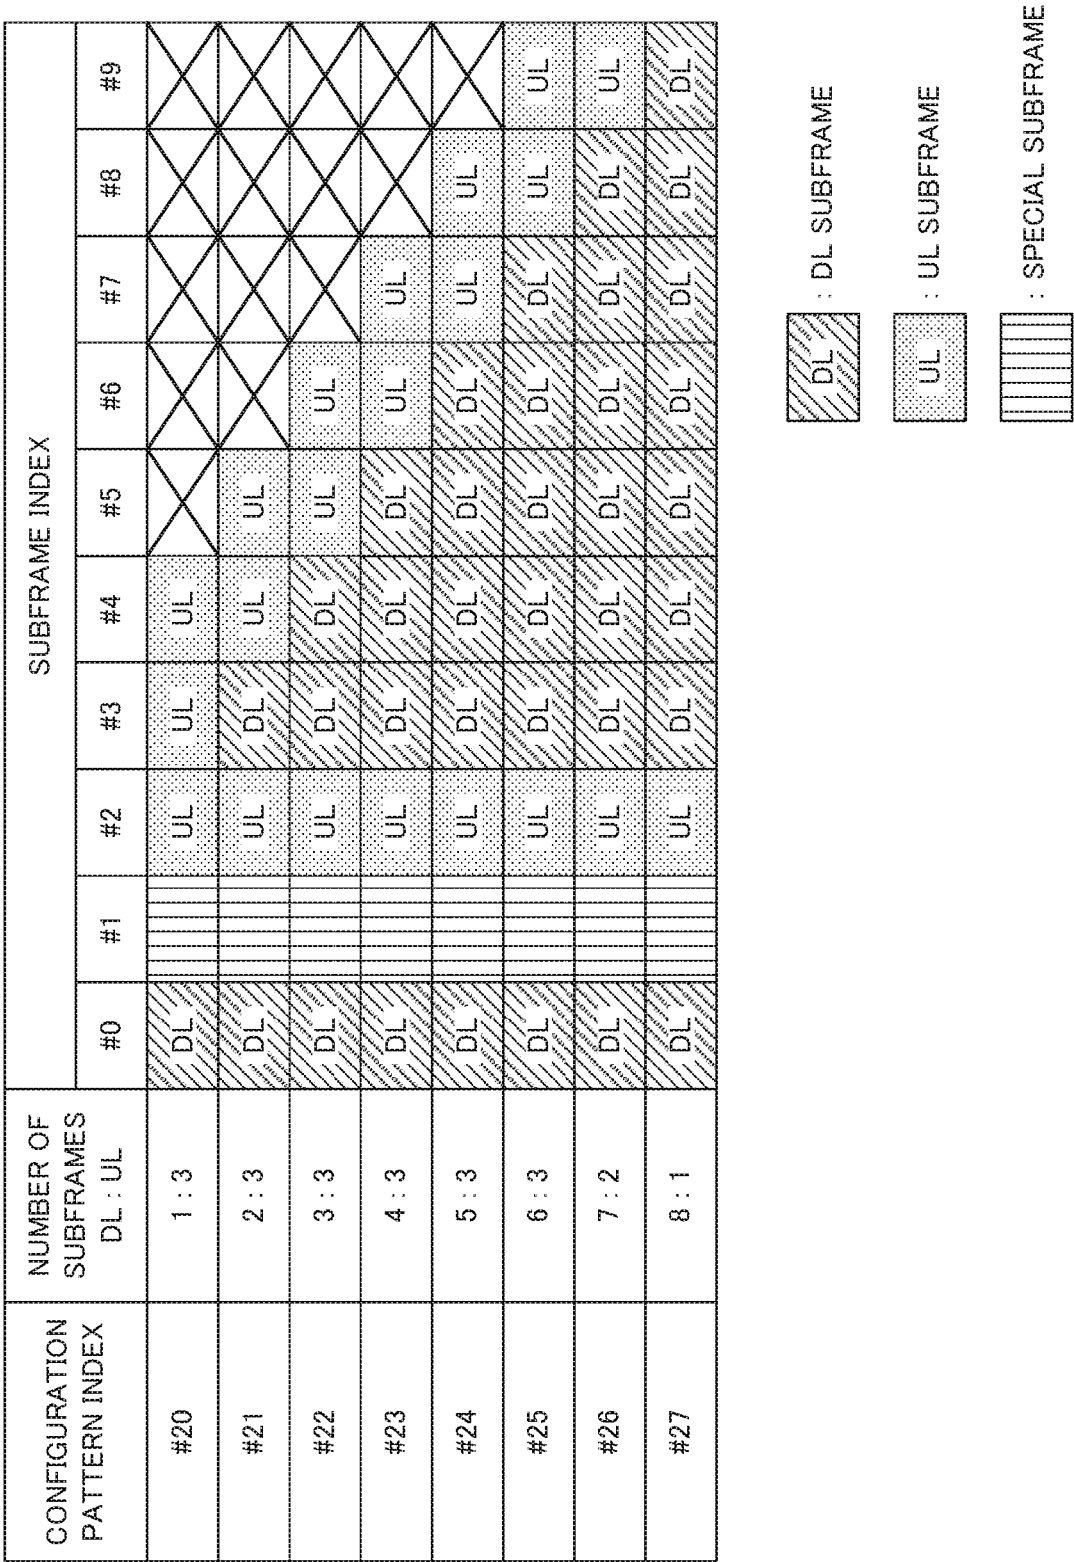 CONFIGURATION
PATTERN INDEX
NUMBER OF
SUBFRAMES
DL : UL
SUBFRAME INDEX
#0 #1 #2 #3 #4 #5 #6 #7 #8 #9
#20 1 : 3 DL UL UL UL
#21 2 : 3 DL UL DL UL UL
#22 3 : 3 DL UL DL DL UL UL
#23 4 : 3 DL UL DL DL DL UL UL
#24 5 : 3 DL UL DL DL DL DL UL UL
#25 6 : 3 DL UL DL DL DL DL DL UL UL
#26 7 : 2 DL UL DL DL DL DL DL DL UL
#27 8 : 1 DL UL DL DL DL DL DL DL DL
DL : DL SUBFRAME
UL : UL SUBFRAME
: SPECIAL SUBFRAME